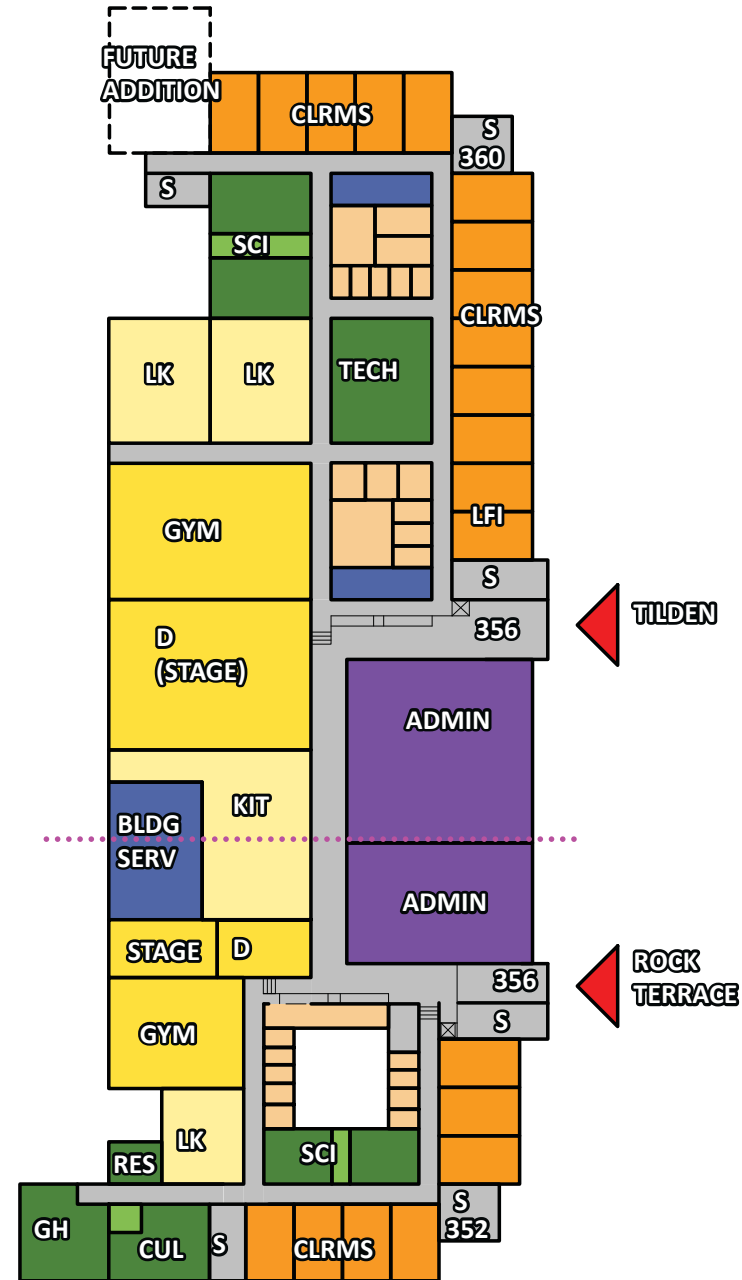 FUTURE
ADDITION
CLRMS
S
360
S
SCI
CLRMS
LK
LK
TECH
LFI
GYM
S
TILDEN
356
D
(STAGE)
ADMIN
KIT
BLDG
SERV
ADMIN
STAGE
D
ROCK
TERRACE
356
S
GYM
LK
SCI
RES
S
352
GH
CUL
S
CLRMS